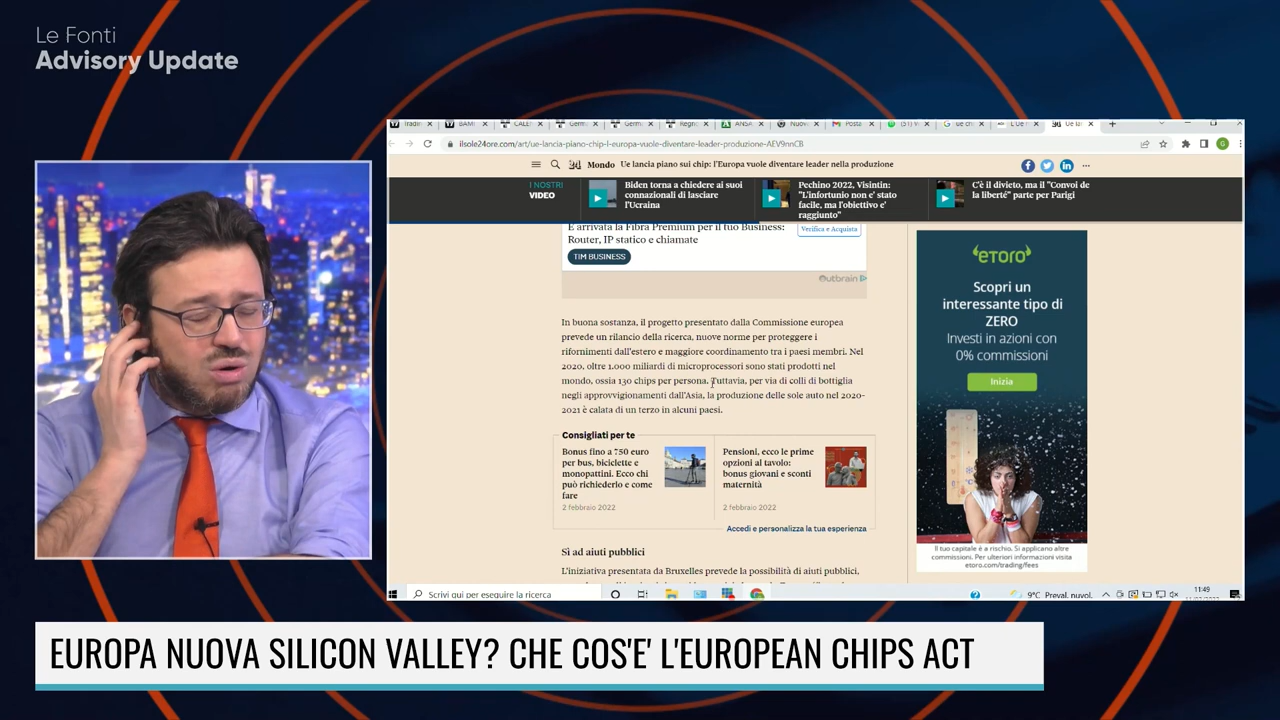 Le Fonti
Advisory Update
ilsole24ore.com/art/ue-lancia-piano-chip-l-europa-vuole-diventare-leader-produzione-AEV9nnCB
Mondo Ue lancia piano sui chip: l'Europa vuole diventare leader nella produzione
I NOSTRI
VIDEO
Biden torna a chiedere ai suoi
connazionali di lasciare
l'Ucraina
Pechino 2022, Visintin:
"L'infortunio non e' stato
facile, ma l'obiettivo e'
raggiunto"
C'è il divieto, ma il "Convoi de
la liberté" parte per Parigi
È arrivata la Fibra Premium per il tuo Business:
Router, IP statico e chiamate
Verifica e Acquista
TIM BUSINESS
Outbrain
In buona sostanza, il progetto presentato dalla Commissione europea
prevede un rilancio della ricerca, nuove norme per proteggere i
rifornimenti dall'estero e maggiore coordinamento tra i paesi membri. Nel
2020, oltre 1.000 miliardi di microprocessori sono stati prodotti nel
mondo, ossia 130 chips per persona. Tuttavia, per via di colli di bottiglia
negli approvvigionamenti dall'Asia, la produzione delle sole auto nel 2020-
2021 è calata di un terzo in alcuni paesi.
Consigliati per te
Bonus fino a 750 euro
per bus, biciclette e
monopattini. Ecco chi
può richiederlo e come
fare
2 febbraio 2022
Pensioni, ecco le prime
opzioni al tavolo:
bonus giovani e sconti
maternità
2 febbraio 2022
Accedi e personalizza la tua esperienza
Sì ad aiuti pubblici
L'iniziativa presentata da Bruxelles prevede la possibilità di aiuti pubblici,
etoro
Scopri un
interessante tipo di
ZERO
Investi in azioni con
0% commissioni
Inizia
Il tuo capitale è a rischio. Si applicano altre
commissioni. Per ulteriori informazioni visita
etoro.com/trading/fees
Scrivi qui per eseguire la ricerca
9°C Preval. nuvol.
11:49
EUROPA NUOVA SILICON VALLEY? CHE COS'E' L'EUROPEAN CHIPS ACT